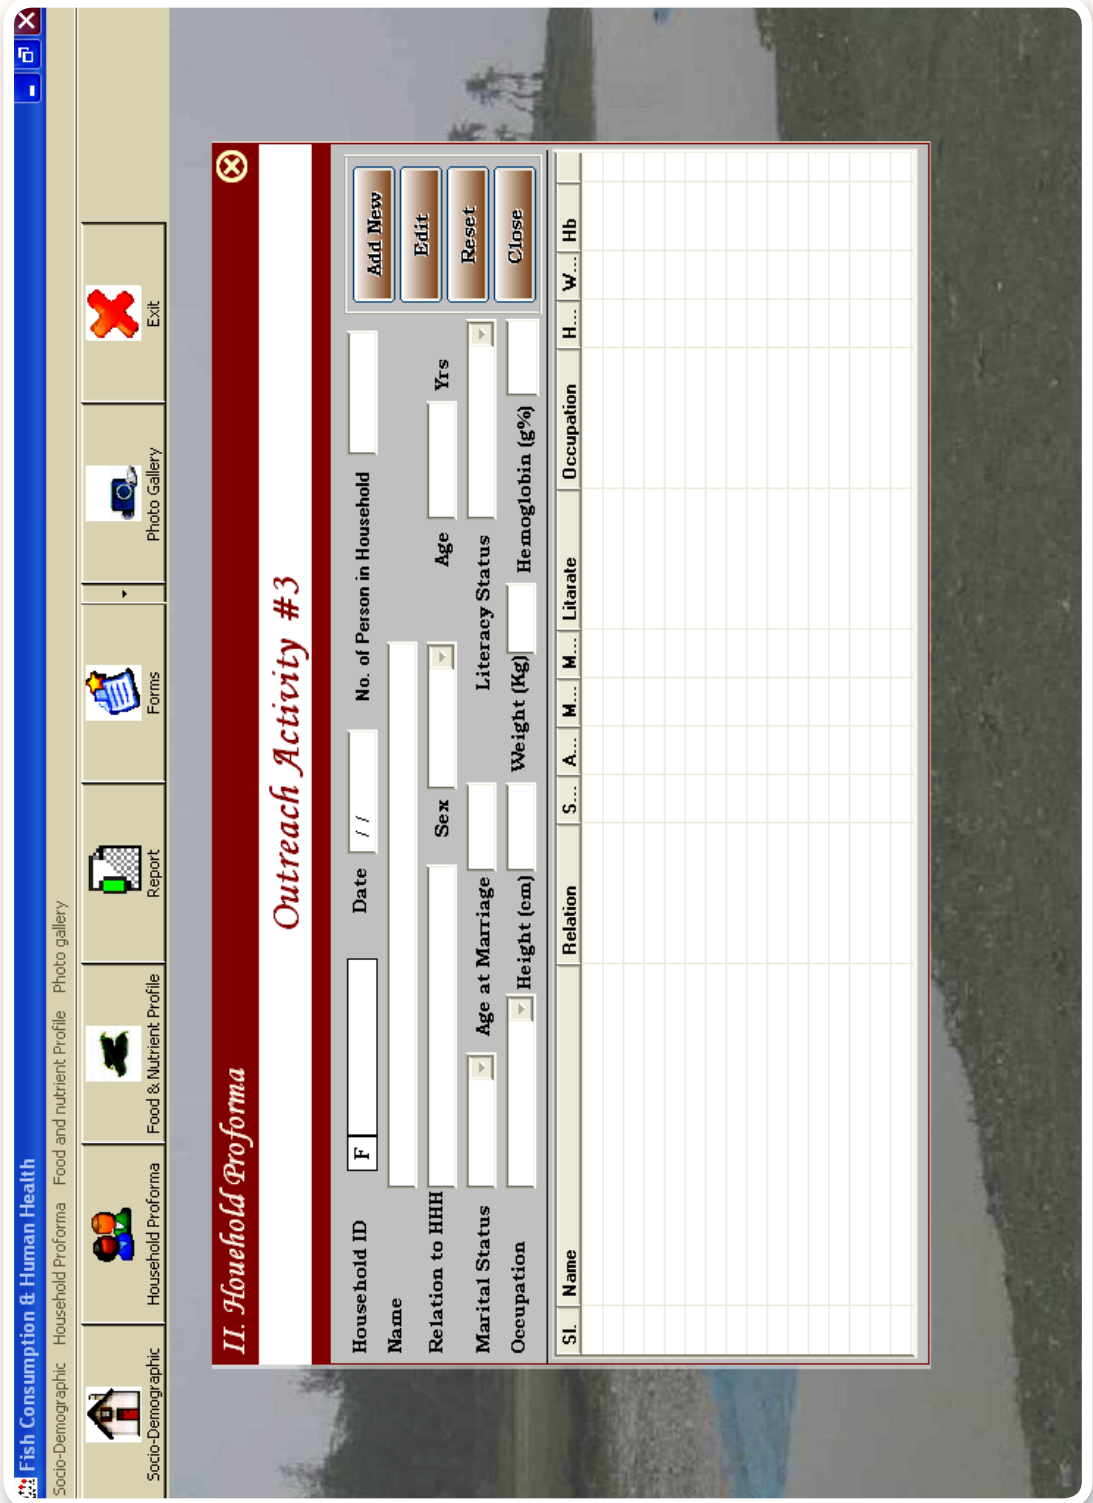 Fish Consumption & Human Health
Socio-Demographic Household Proforma Food and nutrient Profile Photo gallery
Socio-Demographic Household Proforma Food & Nutrient Profile Report Forms Photo Gallery Exit
II. Houehold Proforma
Outreach Activity #3
Household ID F Date / / No. of Person in Household
Name
Relation to HHH Sex Age Yrs
Marital Status Age at Marriage Literacy Status
Occupation Height (cm) Weight (Kg) Hemoglobin (g%)
Add New
Edit
Reset
Close
Sl. Name Relation S... A... M... M... Litarate Occupation H... W... Hb